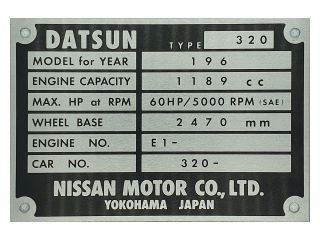 DATSUN TYPE 320
MODEL for YEAR 196
ENGINE CAPACITY 1189 cc
MAX. HP at RPM 60HP/5000 RPM (SAE)
WHEEL BASE 2470 mm
ENGINE NO. E1-
CAR NO. 320-
NISSAN MOTOR CO., LTD.
YOKOHAMA JAPAN